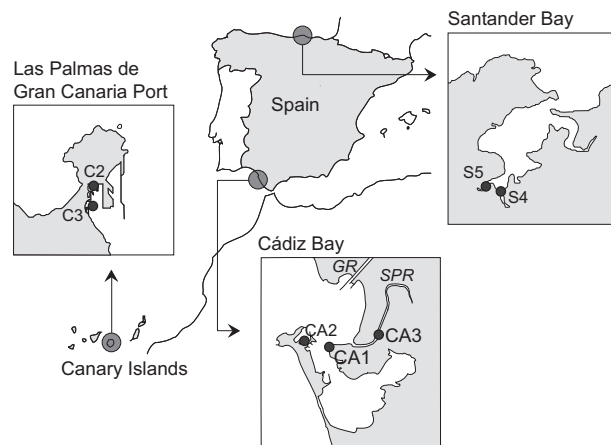 Santander Bay
S5
S4
Las Palmas de
Gran Canaria Port
C2
C3
Spain
Cádiz Bay
GR
SPR
CA2
CA3
CA1
Canary Islands